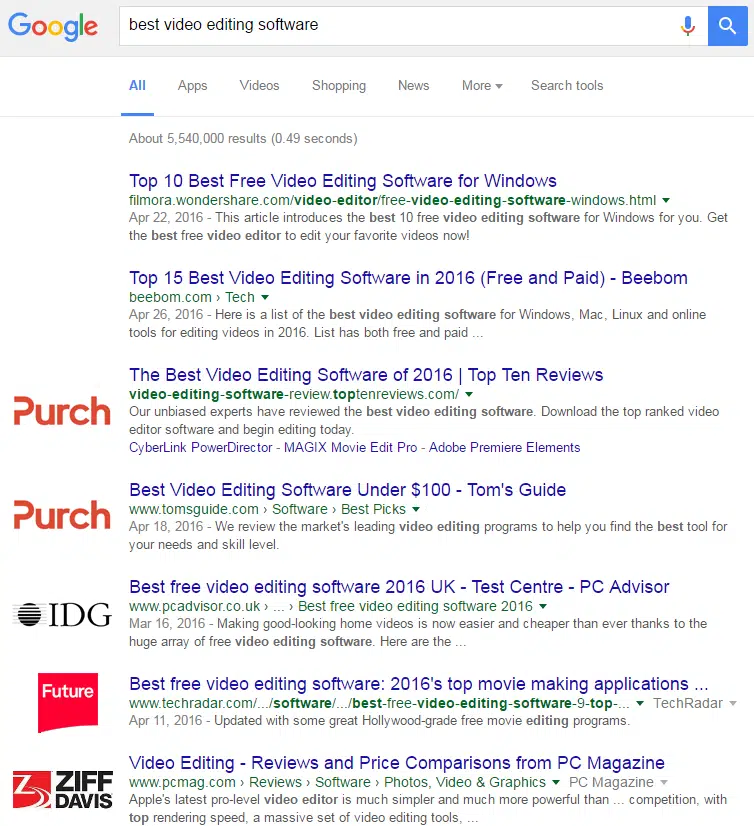 Google
best video editing software
All Apps Videos Shopping News More Search tools
About 5,540,000 results (0.49 seconds)
Top 10 Best Free Video Editing Software for Windows
filmora.wondershare.com/video-editor/free-video-editing-software-windows.html
Apr 22, 2016 - This article introduces the best 10 free video editing software for Windows for you. Get
the best free video editor to edit your favorite videos now!
Top 15 Best Video Editing Software in 2016 (Free and Paid) - Beebom
beebom.com › Tech
Apr 26, 2016 - Here is a list of the best video editing software for Windows, Mac, Linux and online
tools for editing videos in 2016. List has both free and paid ...
The Best Video Editing Software of 2016 | Top Ten Reviews
video-editing-software-review.toptenreviews.com/
Purch
Our unbiased experts have reviewed the best video editing software. Download the top ranked video
editor software and begin editing today.
CyberLink PowerDirector - MAGIX Movie Edit Pro - Adobe Premiere Elements
Best Video Editing Software Under $100 - Tom's Guide
www.tomsguide.com › Software › Best Picks
Purch
Apr 18, 2016 - We review the market's leading video editing programs to help you find the best tool for
your needs and skill level.
Best free video editing software 2016 UK - Test Centre - PC Advisor
www.pcadvisor.co.uk › ... › Best free video editing software 2016
IDG
Mar 16, 2016 - Making good-looking home videos is now easier and cheaper than ever thanks to the
huge array of free video editing software. Here are the ...
Best free video editing software: 2016's top movie making applications ...
Future
www.techradar.com/.../software/.../best-free-video-editing-software-9-top-... TechRadar
Apr 11, 2016 - Updated with some great Hollywood-grade free movie editing programs.
Video Editing - Reviews and Price Comparisons from PC Magazine
www.pcmag.com › Reviews › Software › Photos, Video & Graphics PC Magazine
ZIFF
DAVIS
Apple's latest pro-level video editor is much simpler and much more powerful than ... competition, with
top rendering speed, a massive set of video editing tools, ...